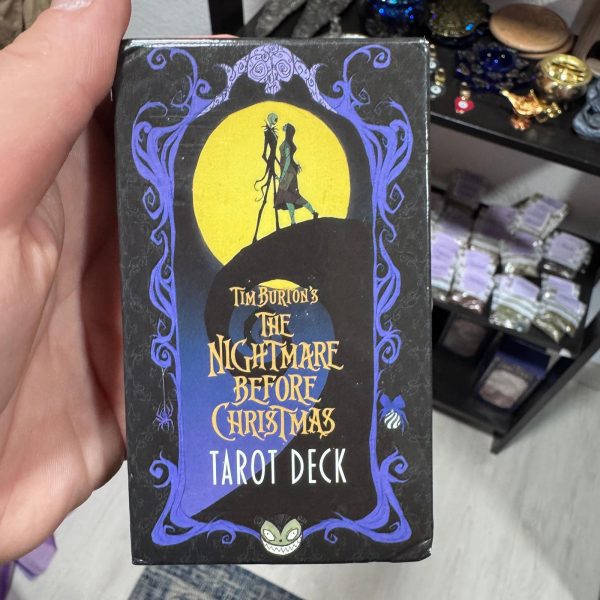 TIM BURTON'S
THE
NIGHTMARE
BEFORE
CHRISTMAS
TAROT DECK